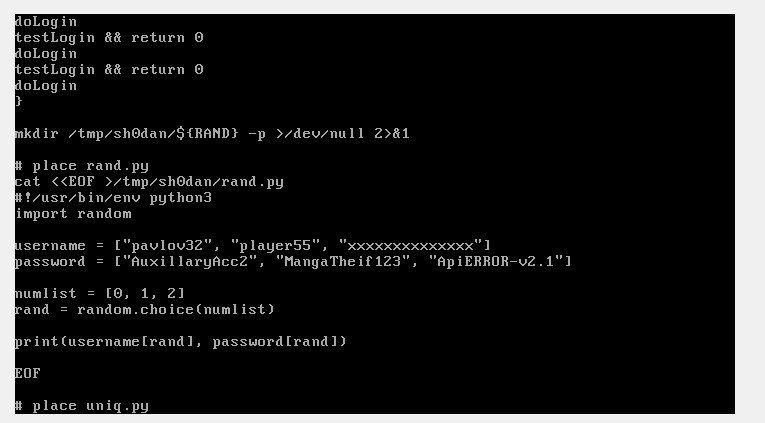 doLogin
testLogin && return 0
doLogin
testLogin && return 0
doLogin
}
mkdir /tmp/sh0dan/${RAND} -p >/dev/null 2>&1
# place rand.py
cat <<EOF >/tmp/sh0dan/rand.py
#!/usr/bin/env python3
import random
username = ["pavlov32", "player55", "xxxxxxxxxxxxxx"]
password = ["AuxillaryAcc2", "MangaTheif123", "ApiERROR-v2.1"]
numlist = [0, 1, 2]
rand = random.choice(numlist)
print(username[rand], password[rand])
EOF
# place uniq.py